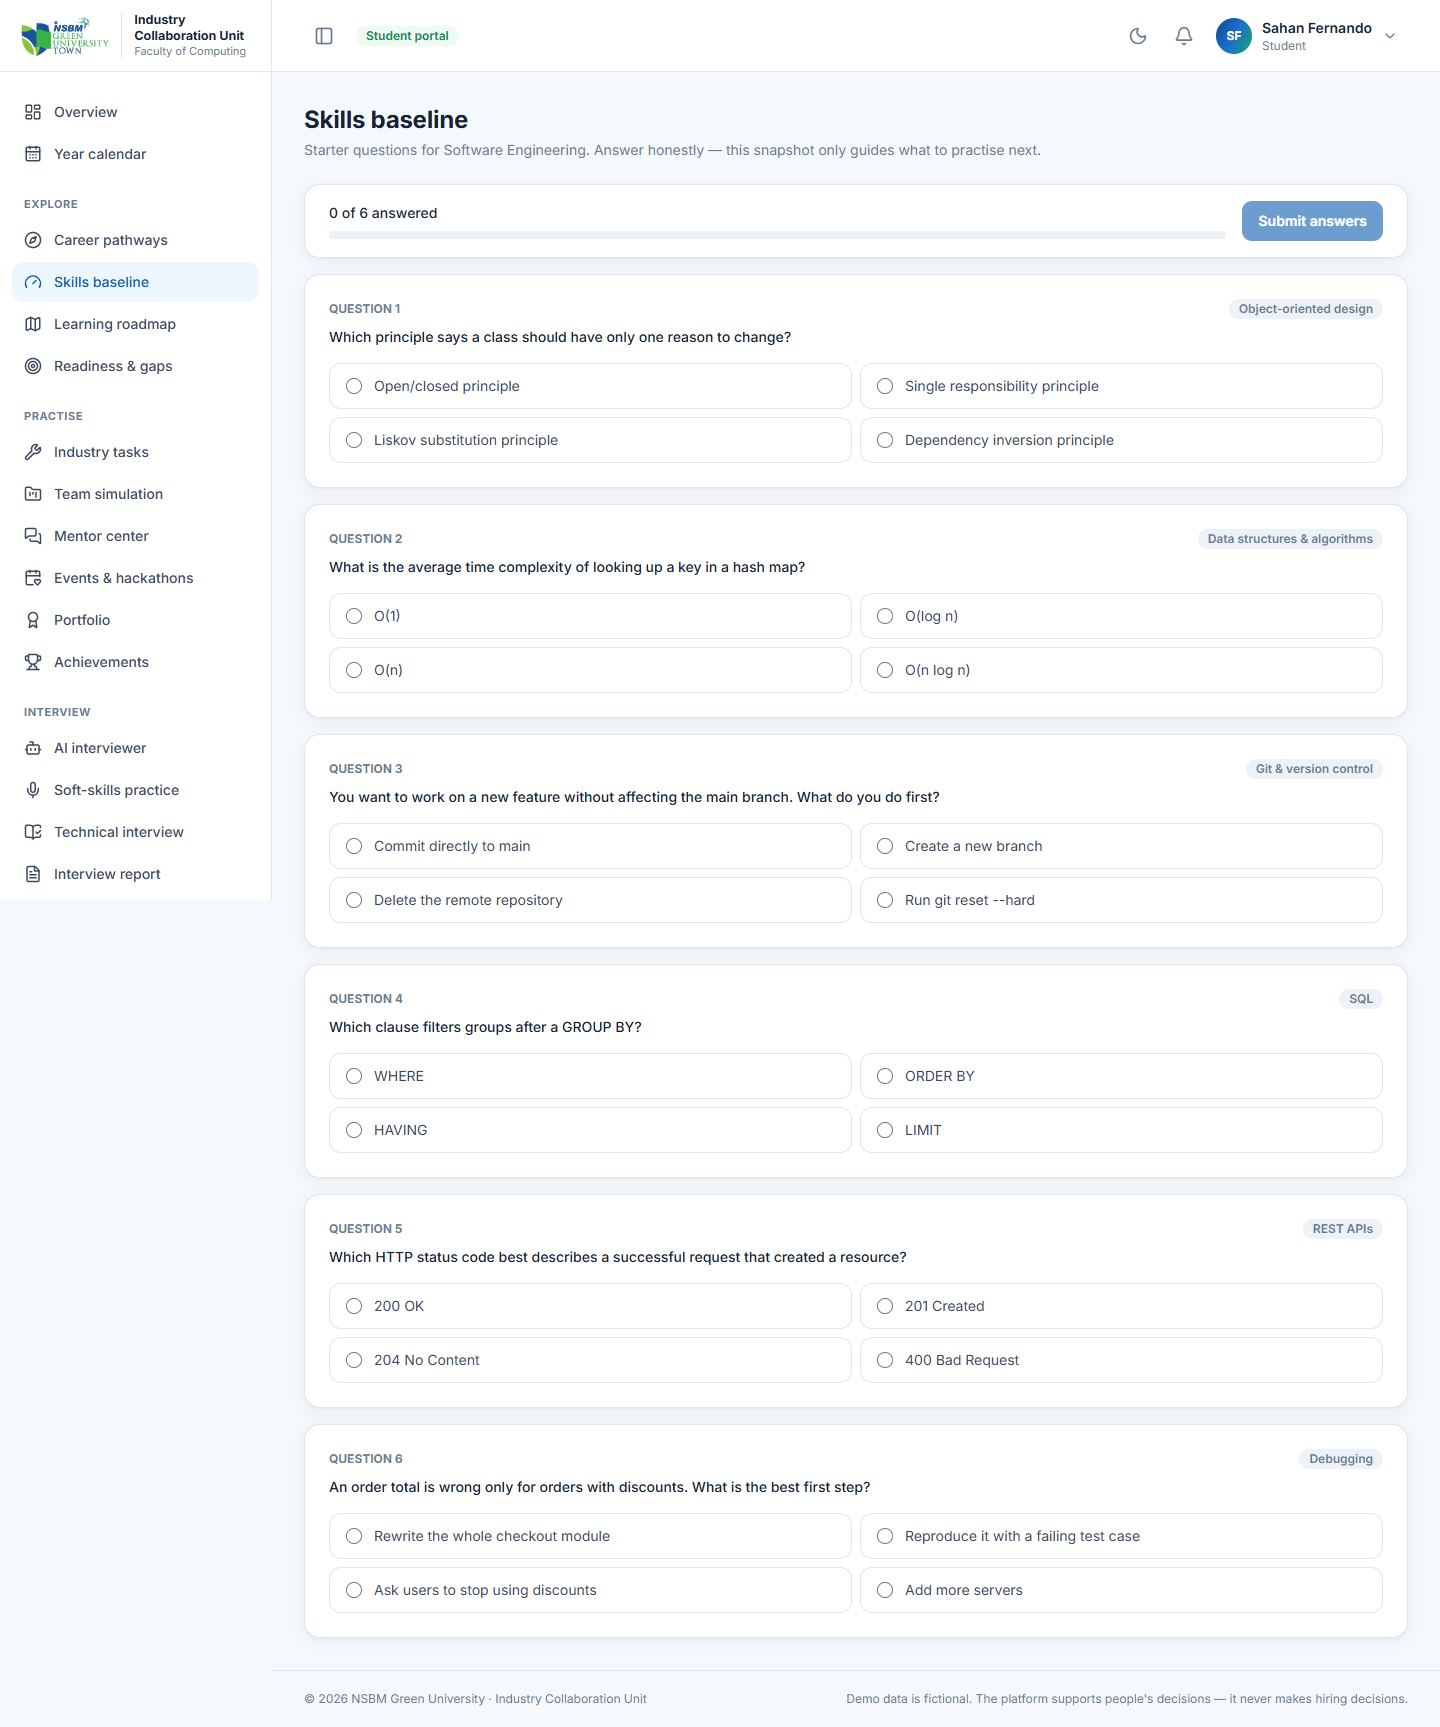 NSBM
GREEN
UNIVERSITY
TOWN
Industry
Collaboration Unit
Faculty of Computing
Student portal
SF
Sahan Fernando
Student
Overview
Year calendar
EXPLORE
Career pathways
Skills baseline
Learning roadmap
Readiness & gaps
PRACTISE
Industry tasks
Team simulation
Mentor center
Events & hackathons
Portfolio
Achievements
INTERVIEW
AI interviewer
Soft-skills practice
Technical interview
Interview report
Skills baseline
Starter questions for Software Engineering. Answer honestly — this snapshot only guides what to practise next.
0 of 6 answered
Submit answers
QUESTION 1
Object-oriented design
Which principle says a class should have only one reason to change?
Open/closed principle
Single responsibility principle
Liskov substitution principle
Dependency inversion principle
QUESTION 2
Data structures & algorithms
What is the average time complexity of looking up a key in a hash map?
O(1)
O(log n)
O(n)
O(n log n)
QUESTION 3
Git & version control
You want to work on a new feature without affecting the main branch. What do you do first?
Commit directly to main
Create a new branch
Delete the remote repository
Run git reset --hard
QUESTION 4
SQL
Which clause filters groups after a GROUP BY?
WHERE
ORDER BY
HAVING
LIMIT
QUESTION 5
REST APIs
Which HTTP status code best describes a successful request that created a resource?
200 OK
201 Created
204 No Content
400 Bad Request
QUESTION 6
Debugging
An order total is wrong only for orders with discounts. What is the best first step?
Rewrite the whole checkout module
Reproduce it with a failing test case
Ask users to stop using discounts
Add more servers
© 2026 NSBM Green University · Industry Collaboration Unit
Demo data is fictional. The platform supports people's decisions — it never makes hiring decisions.